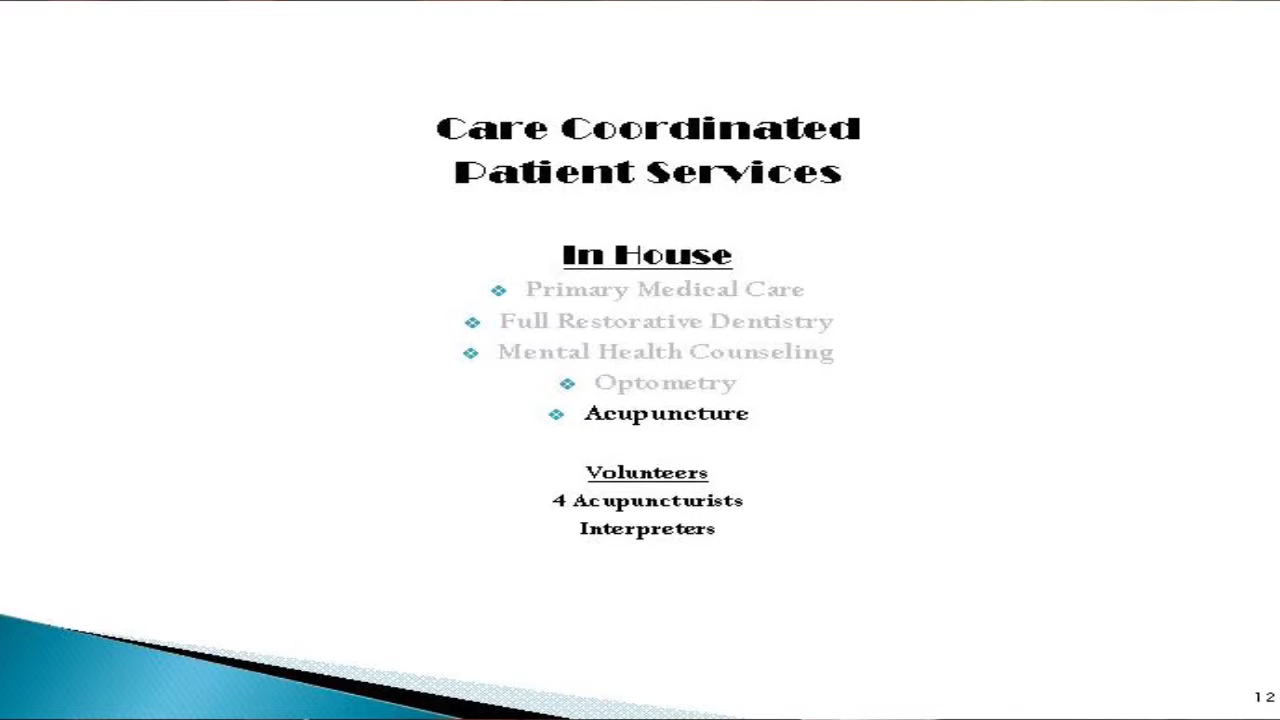 Care Coordinated
Patient Services
In House
❖ Primary Medical Care
❖ Full Restorative Dentistry
❖ Mental Health Counseling
❖ Optometry
❖ Acupuncture
Volunteers
4 Acupuncturists
Interpreters
12